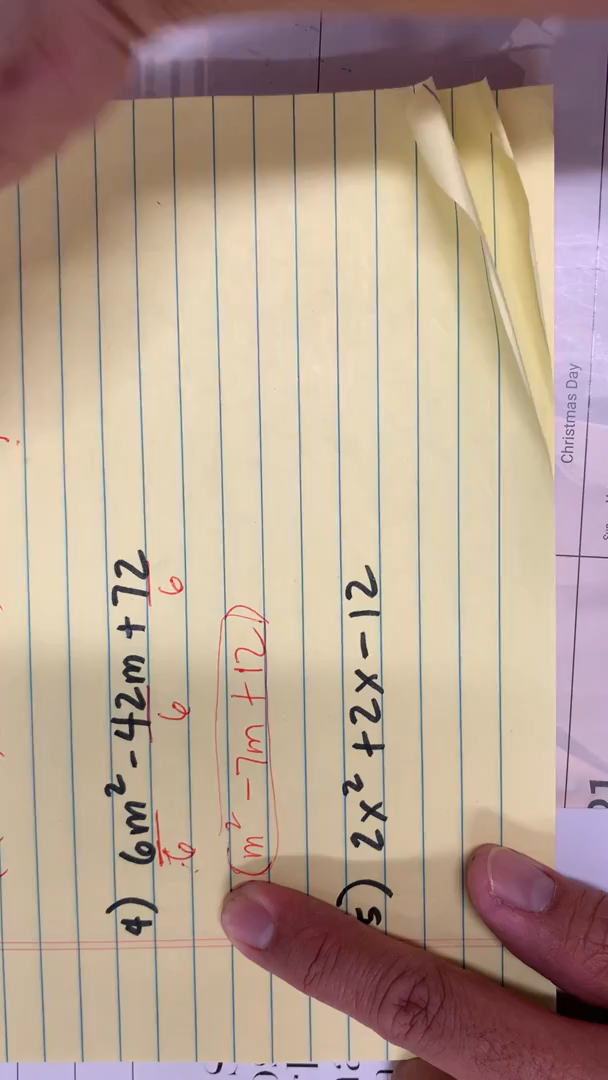 4) 6m² - 42m + 72
6 6 6
(m² - 7m + 12)
5) 2x² + 2x - 12
Christmas Day